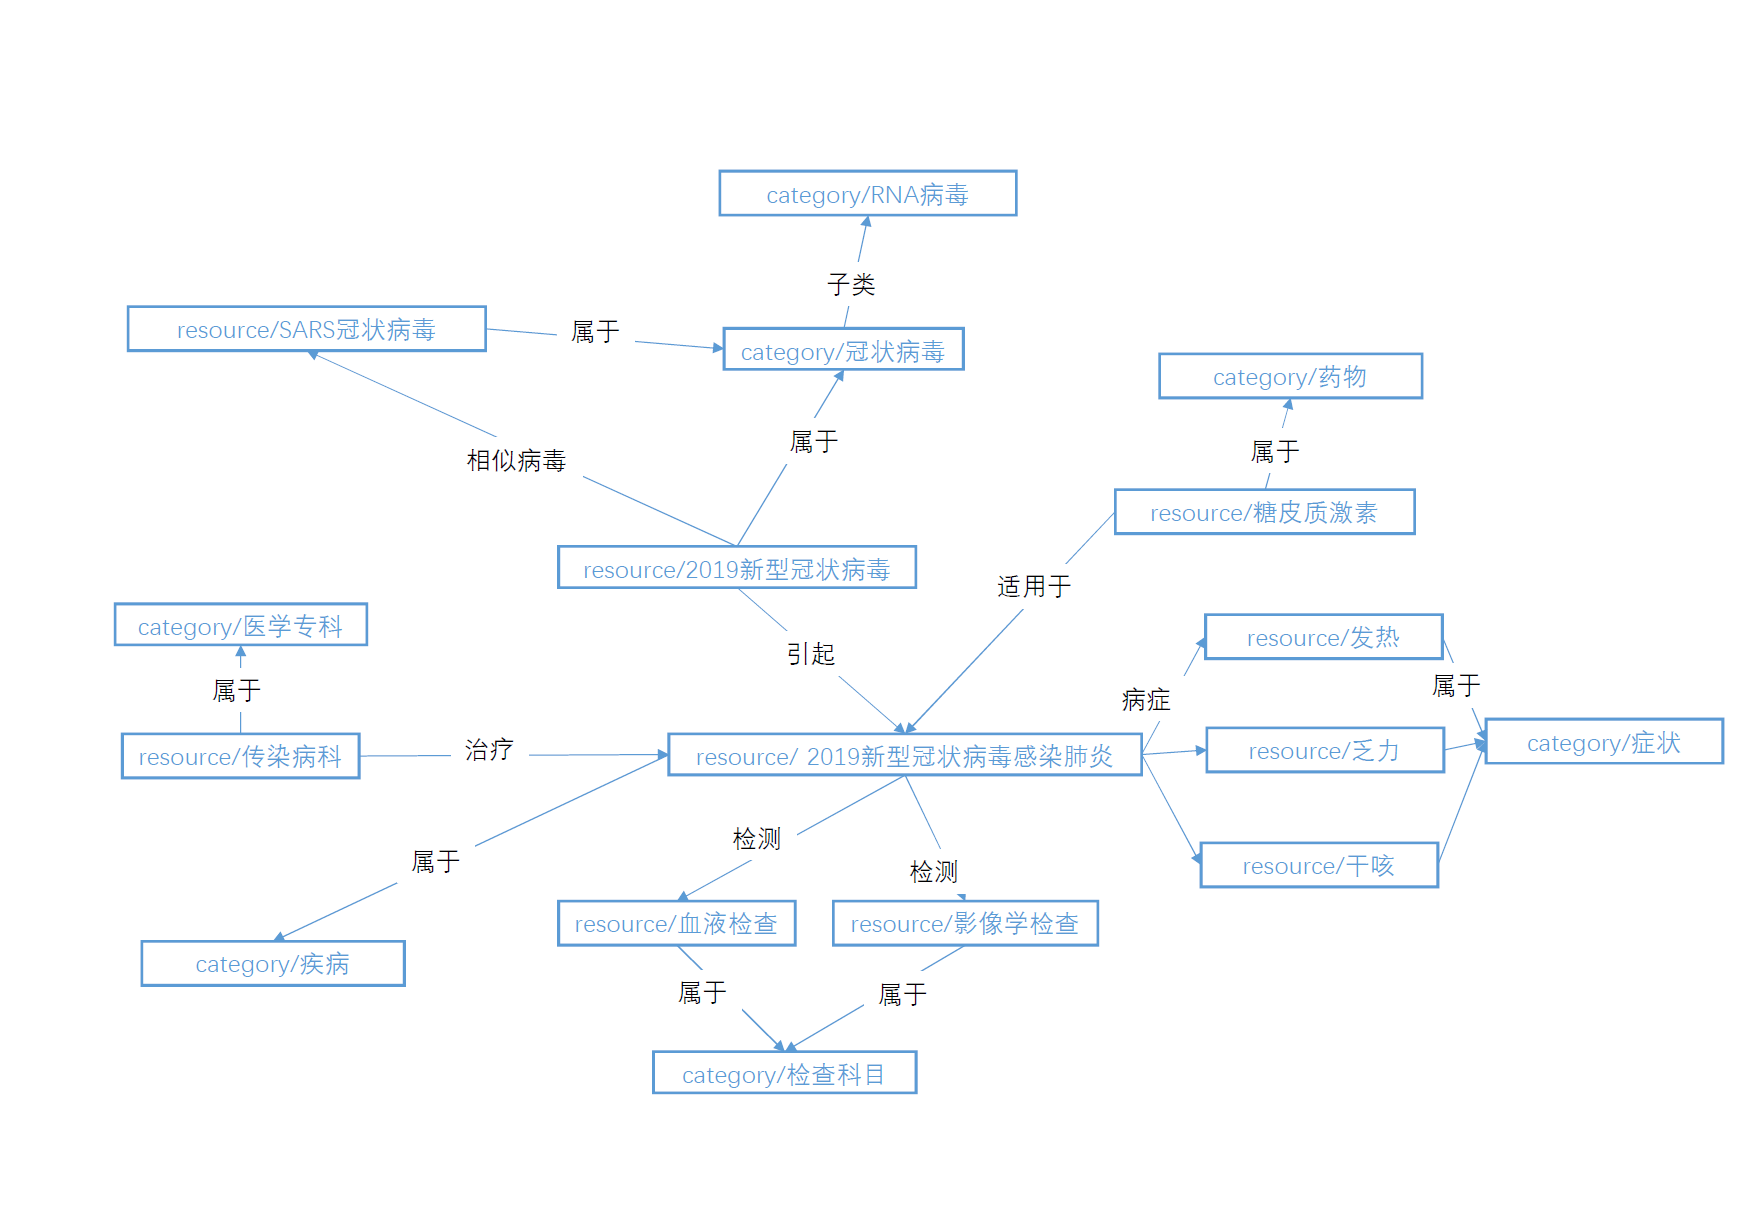 category/RNA病毒
子类
resource/SARS冠状病毒
属于
category/冠状病毒
category/药物
相似病毒
属于
属于
resource/糖皮质激素
resource/2019新型冠状病毒
适用于
category/医学专科
引起
resource/发热
属于
病症
属于
resource/传染病科
治疗
resource/ 2019新型冠状病毒感染肺炎
resource/乏力
category/症状
检测
属于
检测
resource/干咳
resource/血液检查
resource/影像学检查
category/疾病
属于
属于
category/检查科目